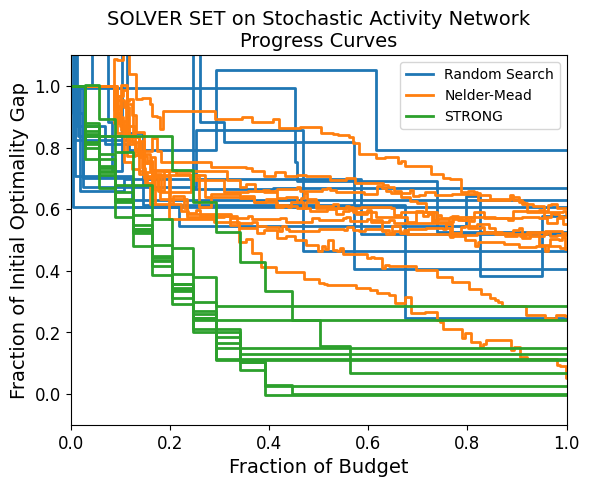 SOLVER SET on Stochastic Activity Network
Progress Curves
Fraction of Initial Optimality Gap
1.0
0.8
0.6
0.4
0.2
0.0
Random Search
Nelder-Mead
STRONG
0.0 0.2 0.4 0.6 0.8 1.0
Fraction of Budget